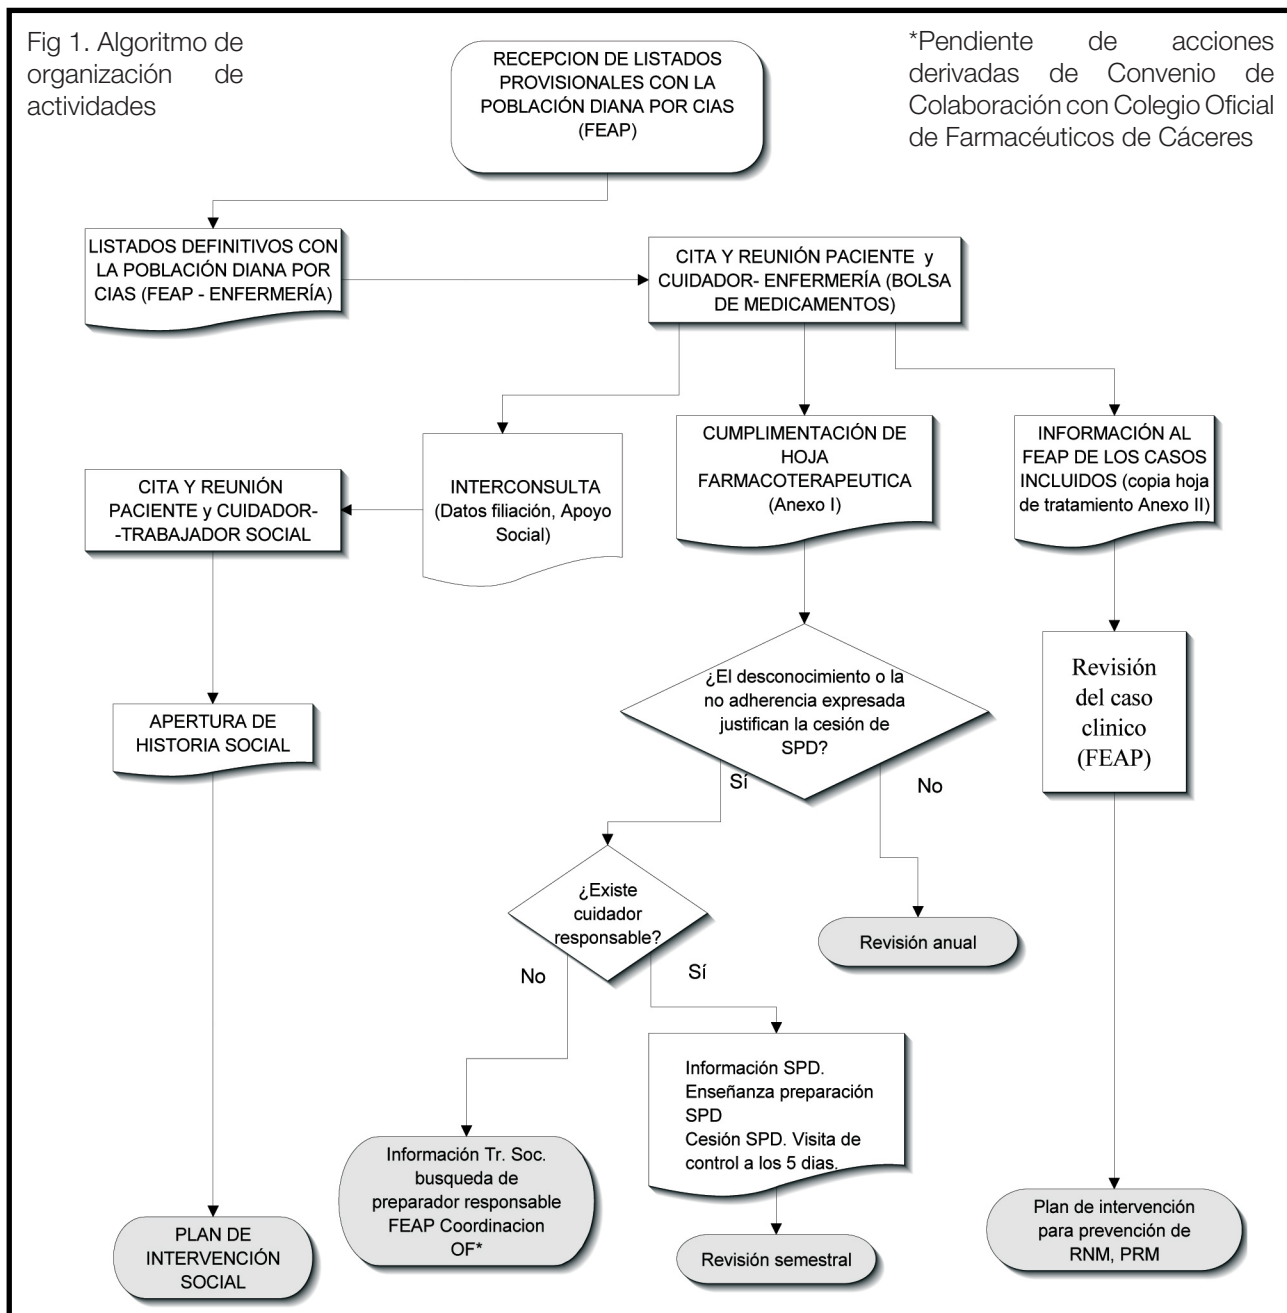 Fig 1. Algoritmo de
organización de
actividades
RECEPCION DE LISTADOS
PROVISIONALES CON LA
POBLACIÓN DIANA POR CIAS
(FEAP)
*Pendiente de acciones
derivadas de Convenio de
Colaboración con Colegio Oficial
de Farmacéuticos de Cáceres
LISTADOS DEFINITIVOS CON
LA POBLACIÓN DIANA POR
CIAS (FEAP - ENFERMERÍA)
CITA Y REUNIÓN PACIENTE y
CUIDADOR- ENFERMERÍA (BOLSA
DE MEDICAMENTOS)
CITA Y REUNIÓN
PACIENTE y CUIDADOR-
-TRABAJADOR SOCIAL
INTERCONSULTA
(Datos filiación, Apoyo
Social)
CUMPLIMENTACIÓN DE
HOJA
FARMACOTERAPEUTICA
(Anexo I)
INFORMACIÓN AL
FEAP DE LOS CASOS
INCLUIDOS (copia hoja
de tratamiento Anexo II)
APERTURA DE
HISTORIA SOCIAL
¿El desconocimiento o la
no adherencia expresada
justifican la cesión de
SPD?
Revisión
del caso
clinico
(FEAP)
Sí
No
¿Existe
cuidador
responsable?
Revisión anual
No
Sí
Información SPD.
Enseñanza preparación
SPD
Cesión SPD. Visita de
control a los 5 dias.
Información Tr. Soc.
busqueda de
preparador responsable
FEAP Coordinacion
OF*
PLAN DE
INTERVENCIÓN
SOCIAL
Revisión semestral
Plan de intervención
para prevención de
RNM, PRM